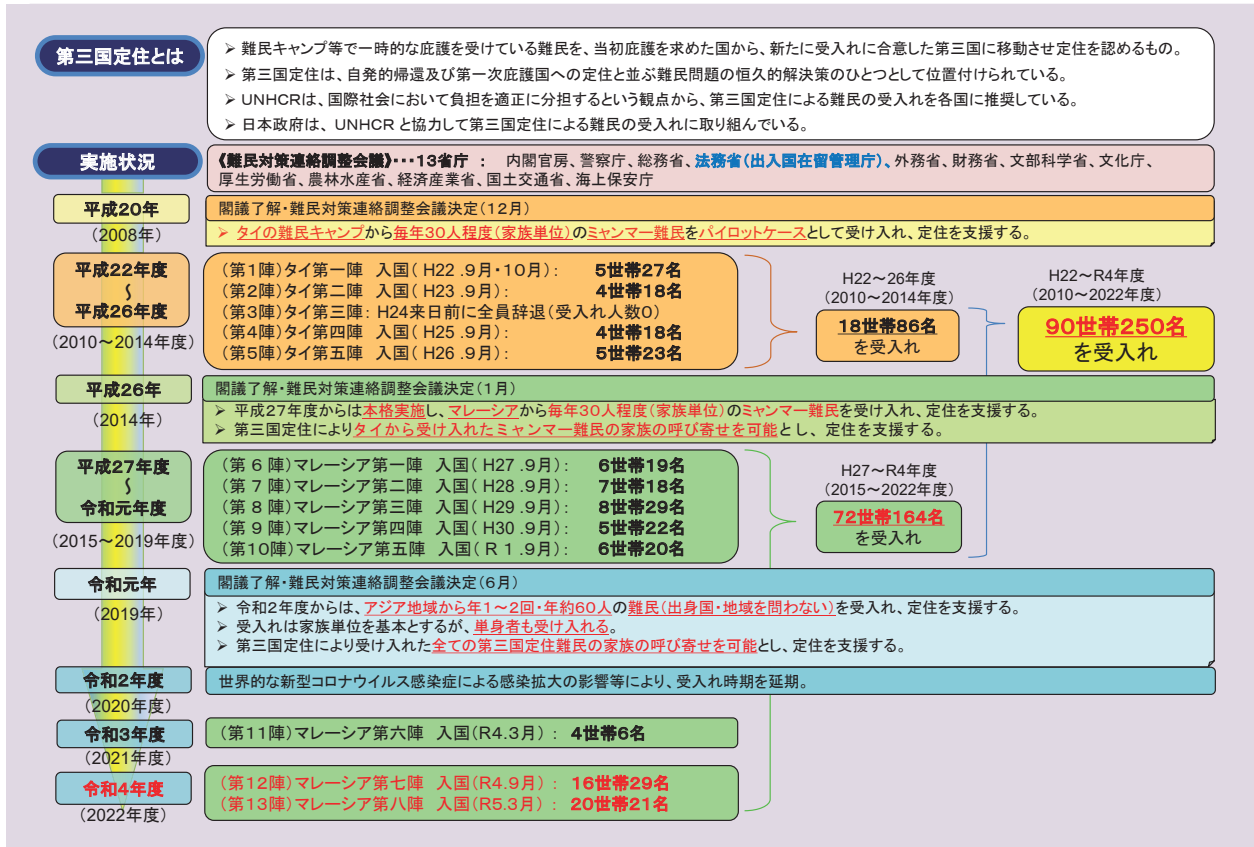 第三国定住とは
➢ 難民キャンプ等で一時的な庇護を受けている難民を、当初庇護を求めた国から、新たに受入れに合意した第三国に移動させ定住を認めるもの。
➢ 第三国定住は、自発的帰還及び第一次庇護国への定住と並ぶ難民問題の恒久的解決策のひとつとして位置付けられている。
➢ UNHCRは、国際社会において負担を適正に分担するという観点から、第三国定住による難民の受入れを各国に推奨している。
➢ 日本政府は、UNHCRと協力して第三国定住による難民の受入れに取り組んでいる。
実施状況
《難民対策連絡調整会議》・・・13省庁 ： 内閣官房、警察庁、総務省、法務省（出入国在留管理庁）、外務省、財務省、文部科学省、文化庁、
厚生労働省、農林水産省、経済産業省、国土交通省、海上保安庁
平成20年
（2008年）
閣議了解・難民対策連絡調整会議決定（12月）
➢ タイの難民キャンプから毎年30人程度（家族単位）のミャンマー難民をパイロットケースとして受け入れ、定住を支援する。
平成22年度
～
平成26年度
（2010～2014年度）
（第1陣）タイ第一陣 入国（H22.9月・10月）： 5世帯27名
（第2陣）タイ第二陣 入国（H23.9月）： 4世帯18名
（第3陣）タイ第三陣：H24来日前に全員辞退（受入れ人数0）
（第4陣）タイ第四陣 入国（H25.9月）： 4世帯18名
（第5陣）タイ第五陣 入国（H26.9月）： 5世帯23名
H22～26年度
（2010～2014年度）
18世帯86名
を受入れ
H22～R4年度
（2010～2022年度）
90世帯250名
を受入れ
平成26年
（2014年）
閣議了解・難民対策連絡調整会議決定（1月）
➢ 平成27年度からは本格実施し、マレーシアから毎年30人程度（家族単位）のミャンマー難民を受け入れ、定住を支援する。
➢ 第三国定住によりタイから受け入れたミャンマー難民の家族の呼び寄せを可能とし、定住を支援する。
平成27年度
～
令和元年度
（2015～2019年度）
（第6陣）マレーシア第一陣 入国（H27.9月）： 6世帯19名
（第7陣）マレーシア第二陣 入国（H28.9月）： 7世帯18名
（第8陣）マレーシア第三陣 入国（H29.9月）： 8世帯29名
（第9陣）マレーシア第四陣 入国（H30.9月）： 5世帯22名
（第10陣）マレーシア第五陣 入国（R1.9月）： 6世帯20名
H27～R4年度
（2015～2022年度）
72世帯164名
を受入れ
令和元年
（2019年）
閣議了解・難民対策連絡調整会議決定（6月）
➢ 令和2年度からは、アジア地域から年1～2回・年約60人の難民（出身国・地域を問わない）を受入れ、定住を支援する。
➢ 受入れは家族単位を基本とするが、単身者も受け入れる。
➢ 第三国定住により受け入れた全ての第三国定住難民の家族の呼び寄せを可能とし、定住を支援する。
令和2年度
（2020年度）
世界的な新型コロナウイルス感染症による感染拡大の影響等により、受入れ時期を延期。
令和3年度
（2021年度）
（第11陣）マレーシア第六陣 入国（R4.3月）： 4世帯6名
令和4年度
（2022年度）
（第12陣）マレーシア第七陣 入国（R4.9月）： 16世帯29名
（第13陣）マレーシア第八陣 入国（R5.3月）： 20世帯21名